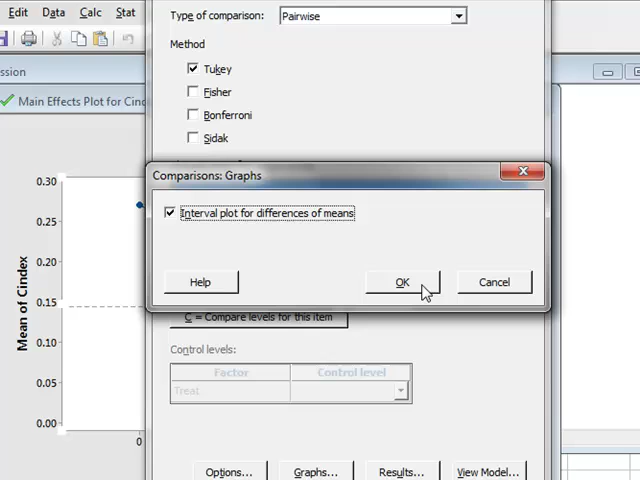 Edit Data Calc Stat
Type of comparison: Pairwise
Method
Tukey
Fisher
Bonferroni
Sidak
ssion
Main Effects Plot for Cind
Comparisons: Graphs
Interval plot for differences of means
Help OK Cancel
C = Compare levels for this item
Control levels:
Factor Control level
Treat
Mean of Cindex
0.30
0.25
0.20
0.15
0.10
0.05
0.00
0
Options... Graphs... Results... View Model...